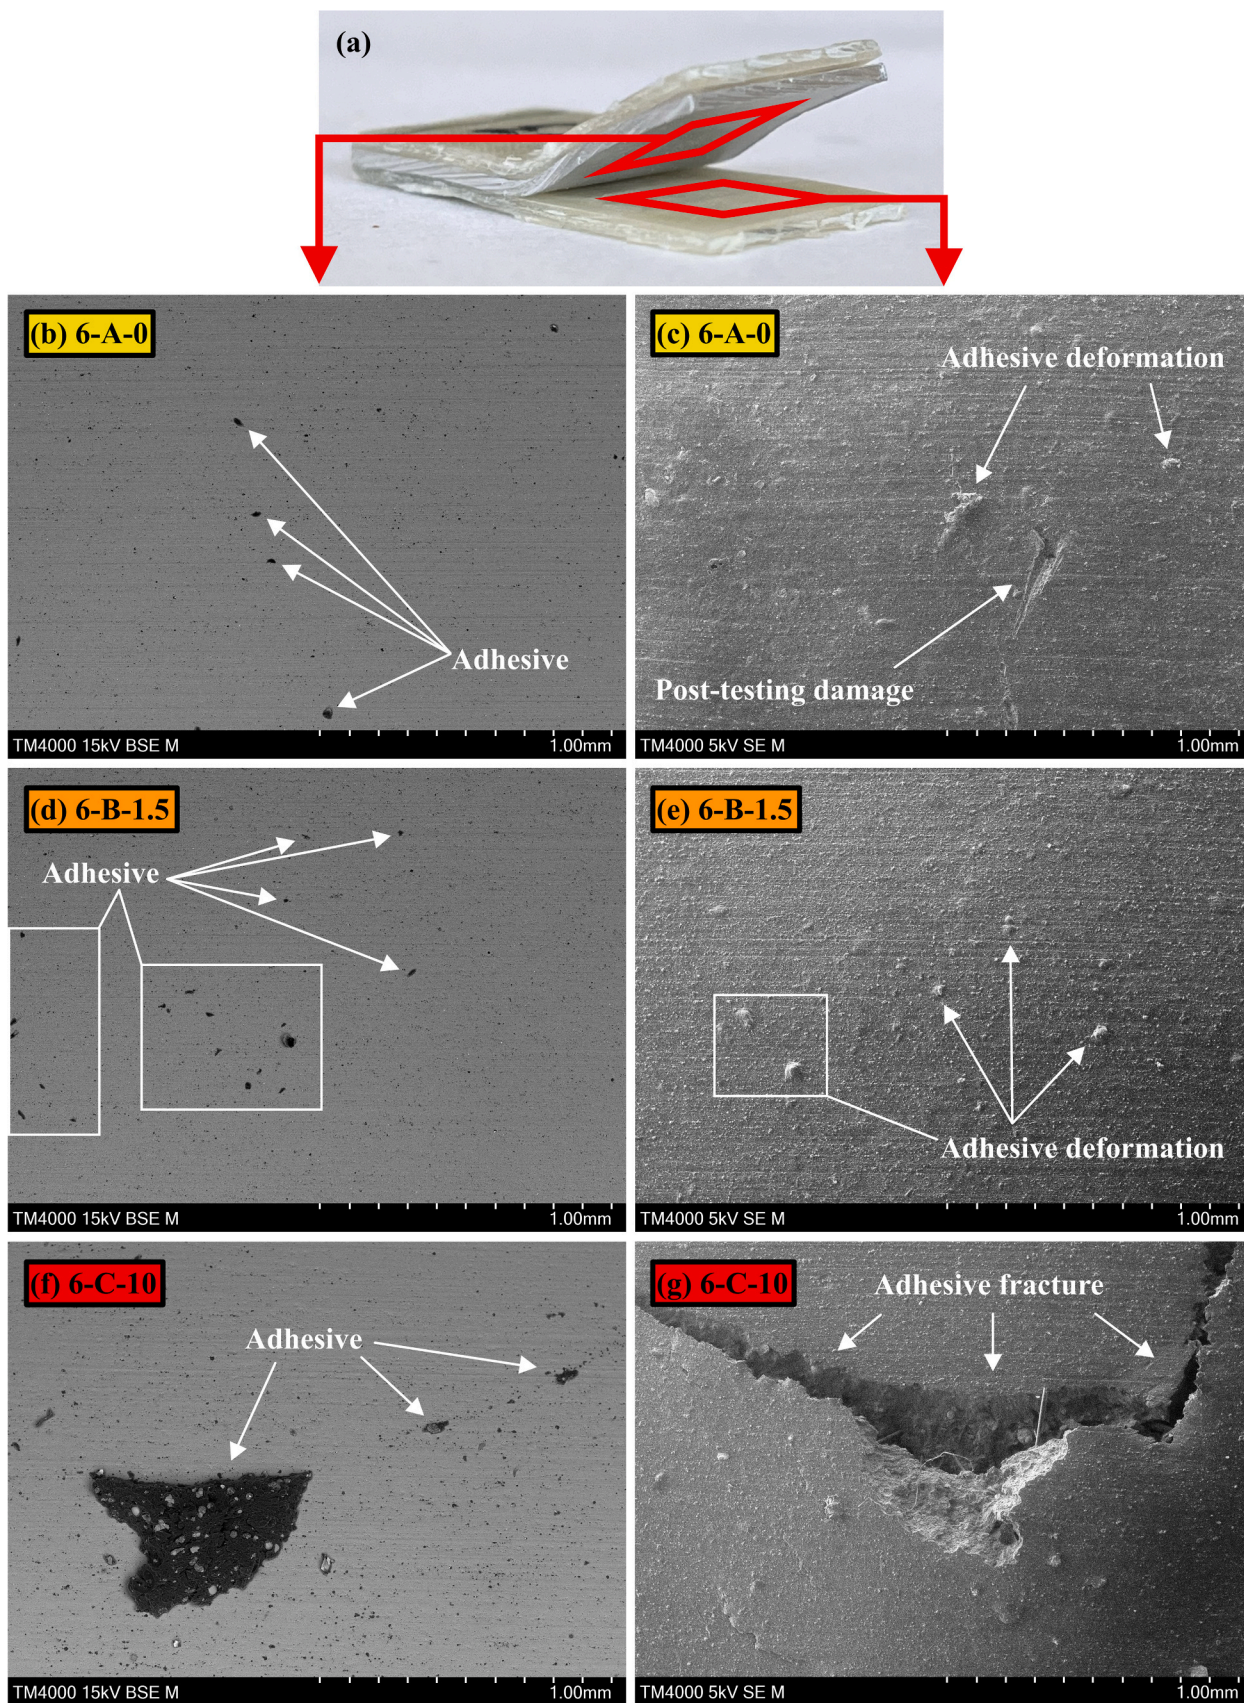 (a)
(b) 6-A-0
Adhesive
TM4000 15kV BSE M 1.00mm
(c) 6-A-0
Adhesive deformation
Post-testing damage
TM4000 5kV SE M 1.00mm
(d) 6-B-1.5
Adhesive
TM4000 15kV BSE M 1.00mm
(e) 6-B-1.5
Adhesive deformation
TM4000 5kV SE M 1.00mm
(f) 6-C-10
Adhesive
TM4000 15kV BSE M 1.00mm
(g) 6-C-10
Adhesive fracture
TM4000 5kV SE M 1.00mm